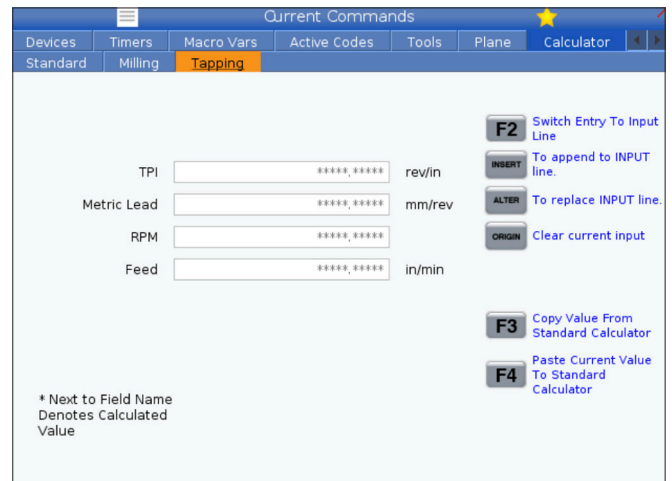 Current Commands
Devices Timers Macro Vars Active Codes Tools Plane Calculator
Standard Milling Tapping
F2 Switch Entry To Input
Line
INSERT To append to INPUT
line.
TPI *****.***** rev/in
Metric Lead *****.***** mm/rev
ALTER To replace INPUT line.
RPM *****.*****
ORIGIN Clear current input
Feed *****.***** in/min
F3 Copy Value From
Standard Calculator
F4 Paste Current Value
To Standard
Calculator
* Next to Field Name
Denotes Calculated
Value